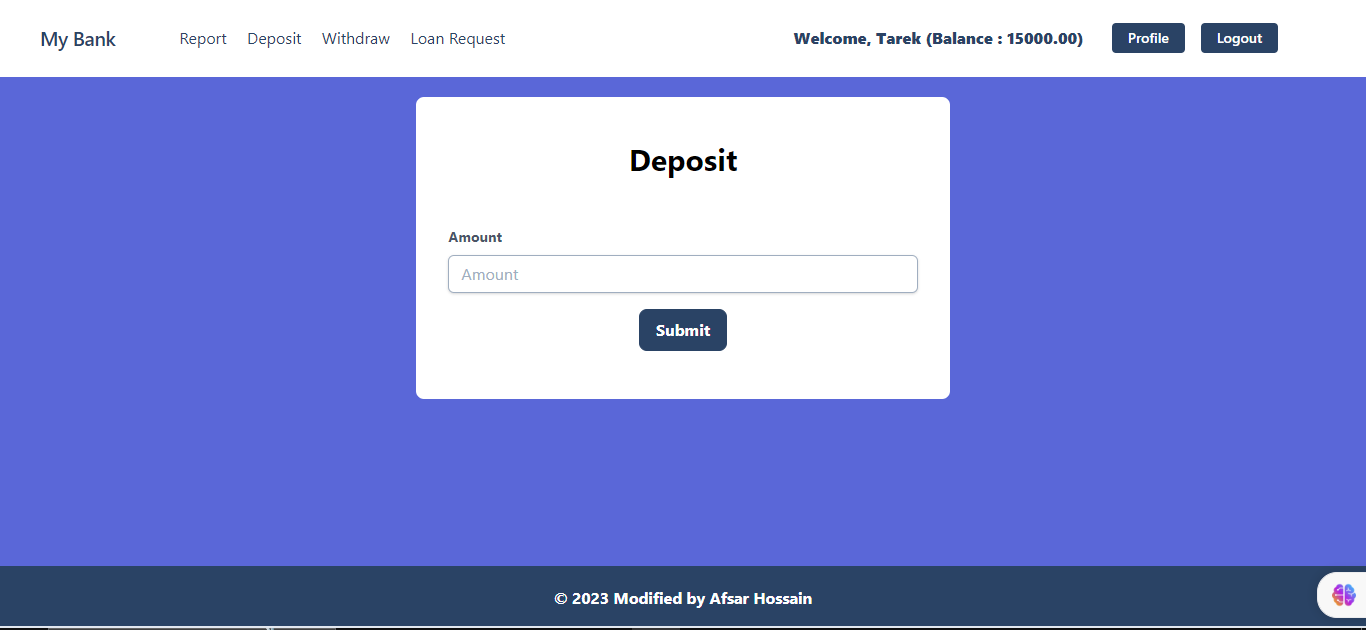 My Bank Report Deposit Withdraw Loan Request Welcome, Tarek (Balance : 15000.00) Profile Logout
Deposit
Amount
Amount
Submit
© 2023 Modified by Afsar Hossain